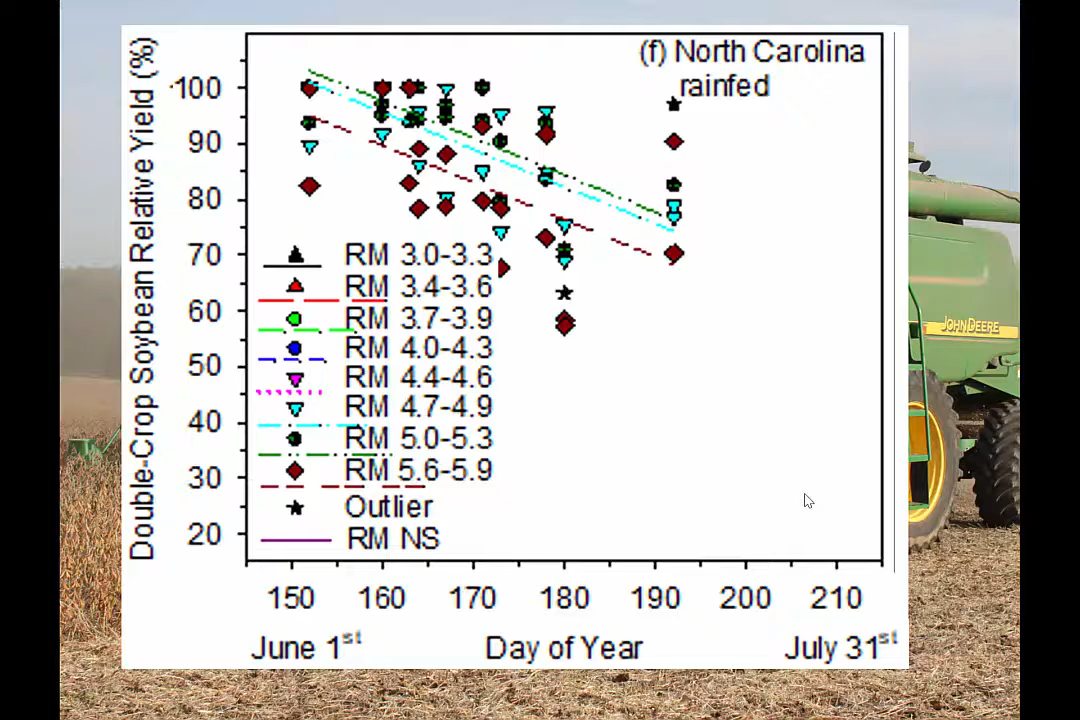 (f) North Carolina
rainfed
Double-Crop Soybean Relative Yield (%)
100
90
80
70
60
50
40
30
20
RM 3.0-3.3
RM 3.4-3.6
RM 3.7-3.9
RM 4.0-4.3
RM 4.4-4.6
RM 4.7-4.9
RM 5.0-5.3
RM 5.6-5.9
Outlier
RM NS
150 160 170 180 190 200 210
June 1st Day of Year July 31st
JOHN DEERE